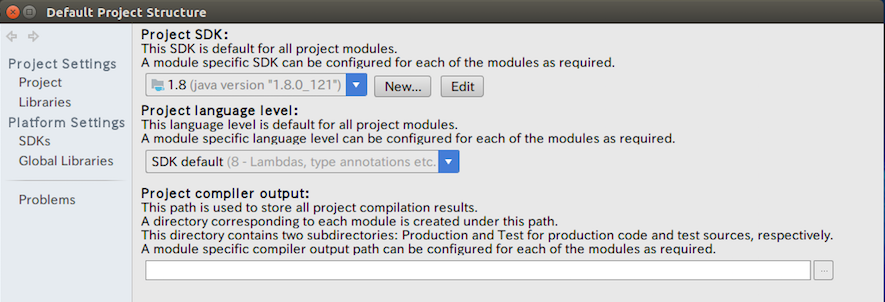 Default Project Structure
Project Settings
Project
Libraries
Platform Settings
SDKs
Global Libraries
Problems
Project SDK:
This SDK is default for all project modules.
A module specific SDK can be configured for each of the modules as required.
1.8 (java version "1.8.0_121")
New...
Edit
Project language level:
This language level is default for all project modules.
A module specific language level can be configured for each of the modules as required.
SDK default (8 - Lambdas, type annotations etc.
Project compiler output:
This path is used to store all project compilation results.
A directory corresponding to each module is created under this path.
This directory contains two subdirectories: Production and Test for production code and test sources, respectively.
A module specific compiler output path can be configured for each of the modules as required.
...